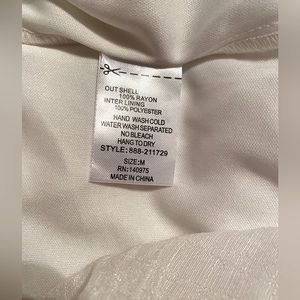 OUT SHELL
100% RAYON
INTER LINING
100% POLYESTER
HAND WASH COLD
WATER WASH SEPARATED
NO BLEACH
HANG TO DRY
STYLE: 888-211729
SIZE: M
RN: 140975
MADE IN CHINA